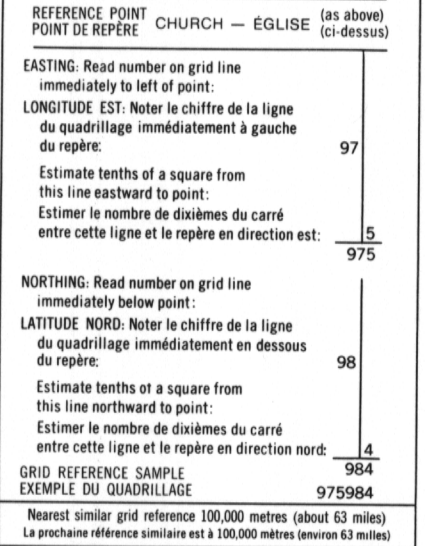 REFERENCE POINT
POINT DE REPÈRE
CHURCH — ÉGLISE
(as above)
(ci-dessus)
EASTING: Read number on grid line
immediately to left of point:
LONGITUDE EST: Noter le chiffre de la ligne
du quadrillage immédiatement à gauche
du repère: 97
Estimate tenths of a square from
this line eastward to point:
Estimer le nombre de dixièmes du carré
entre cette ligne et le repère en direction est: 5
975
NORTHING: Read number on grid line
immediately below point:
LATITUDE NORD: Noter le chiffre de la ligne
du quadrillage immédiatement en dessous
du repère: 98
Estimate tenths of a square from
this line northward to point:
Estimer le nombre de dixièmes du carré
entre cette ligne et le repère en direction nord: 4
984
GRID REFERENCE SAMPLE
EXEMPLE DU QUADRILLAGE 975984
Nearest similar grid reference 100,000 metres (about 63 miles)
La prochaine référence similaire est à 100,000 mètres (environ 63 milles)